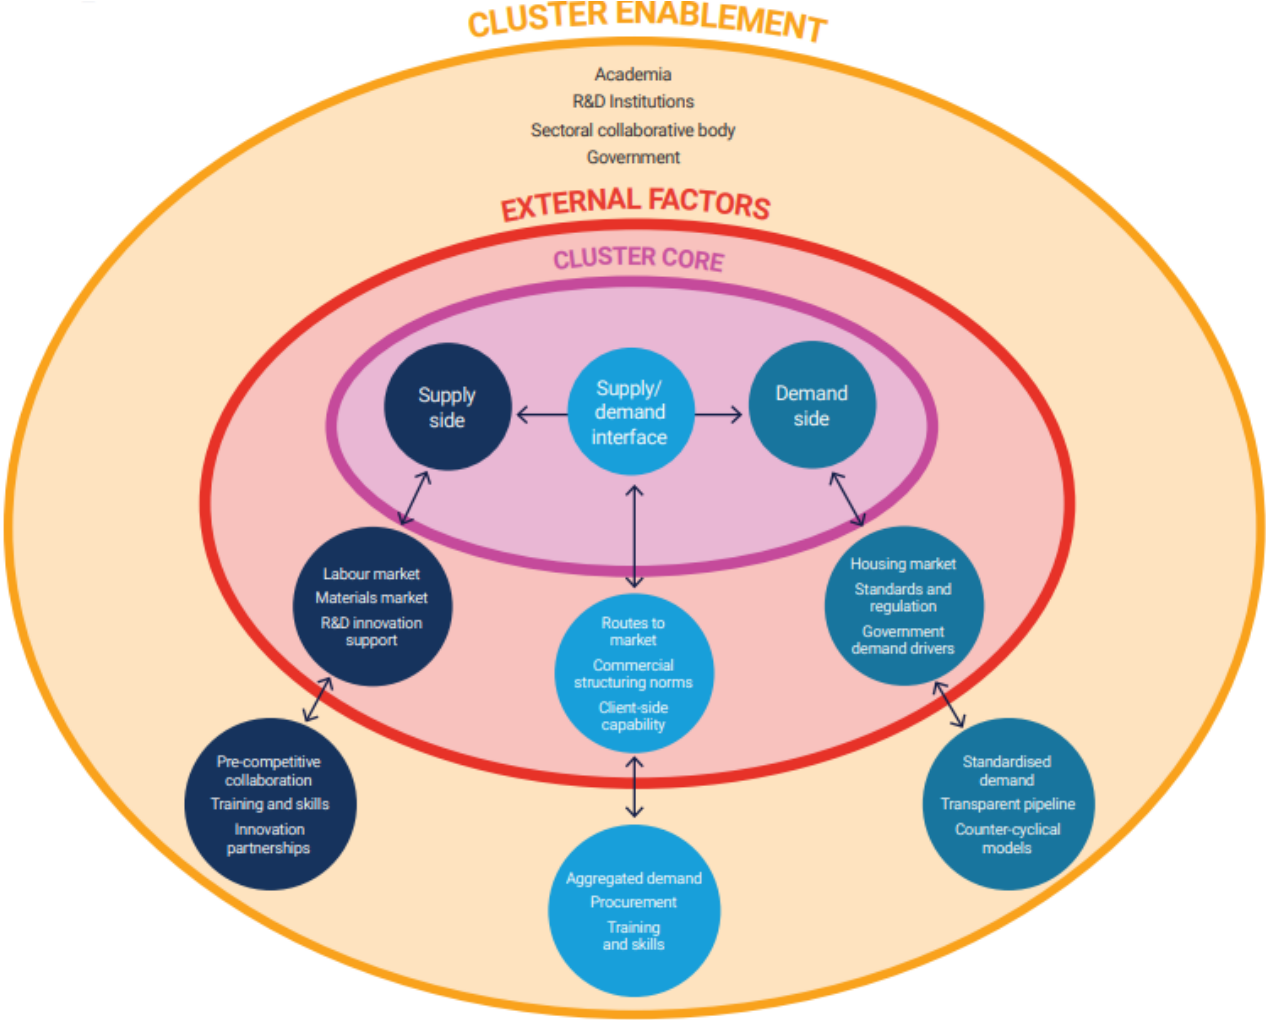 CLUSTER ENABLEMENT
Academia
R&D Institutions
Sectoral collaborative body
Government
EXTERNAL FACTORS
CLUSTER CORE
Supply
side
Supply/
demand
interface
Demand
side
Labour market
Materials market
R&D innovation
support
Routes to
market
Commercial
structuring norms
Client-side
capability
Housing market
Standards and
regulation
Government
demand drivers
Pre-competitive
collaboration
Training and skills
Innovation
partnerships
Aggregated demand
Procurement
Training
and skills
Standardised
demand
Transparent pipeline
Counter-cyclical
models